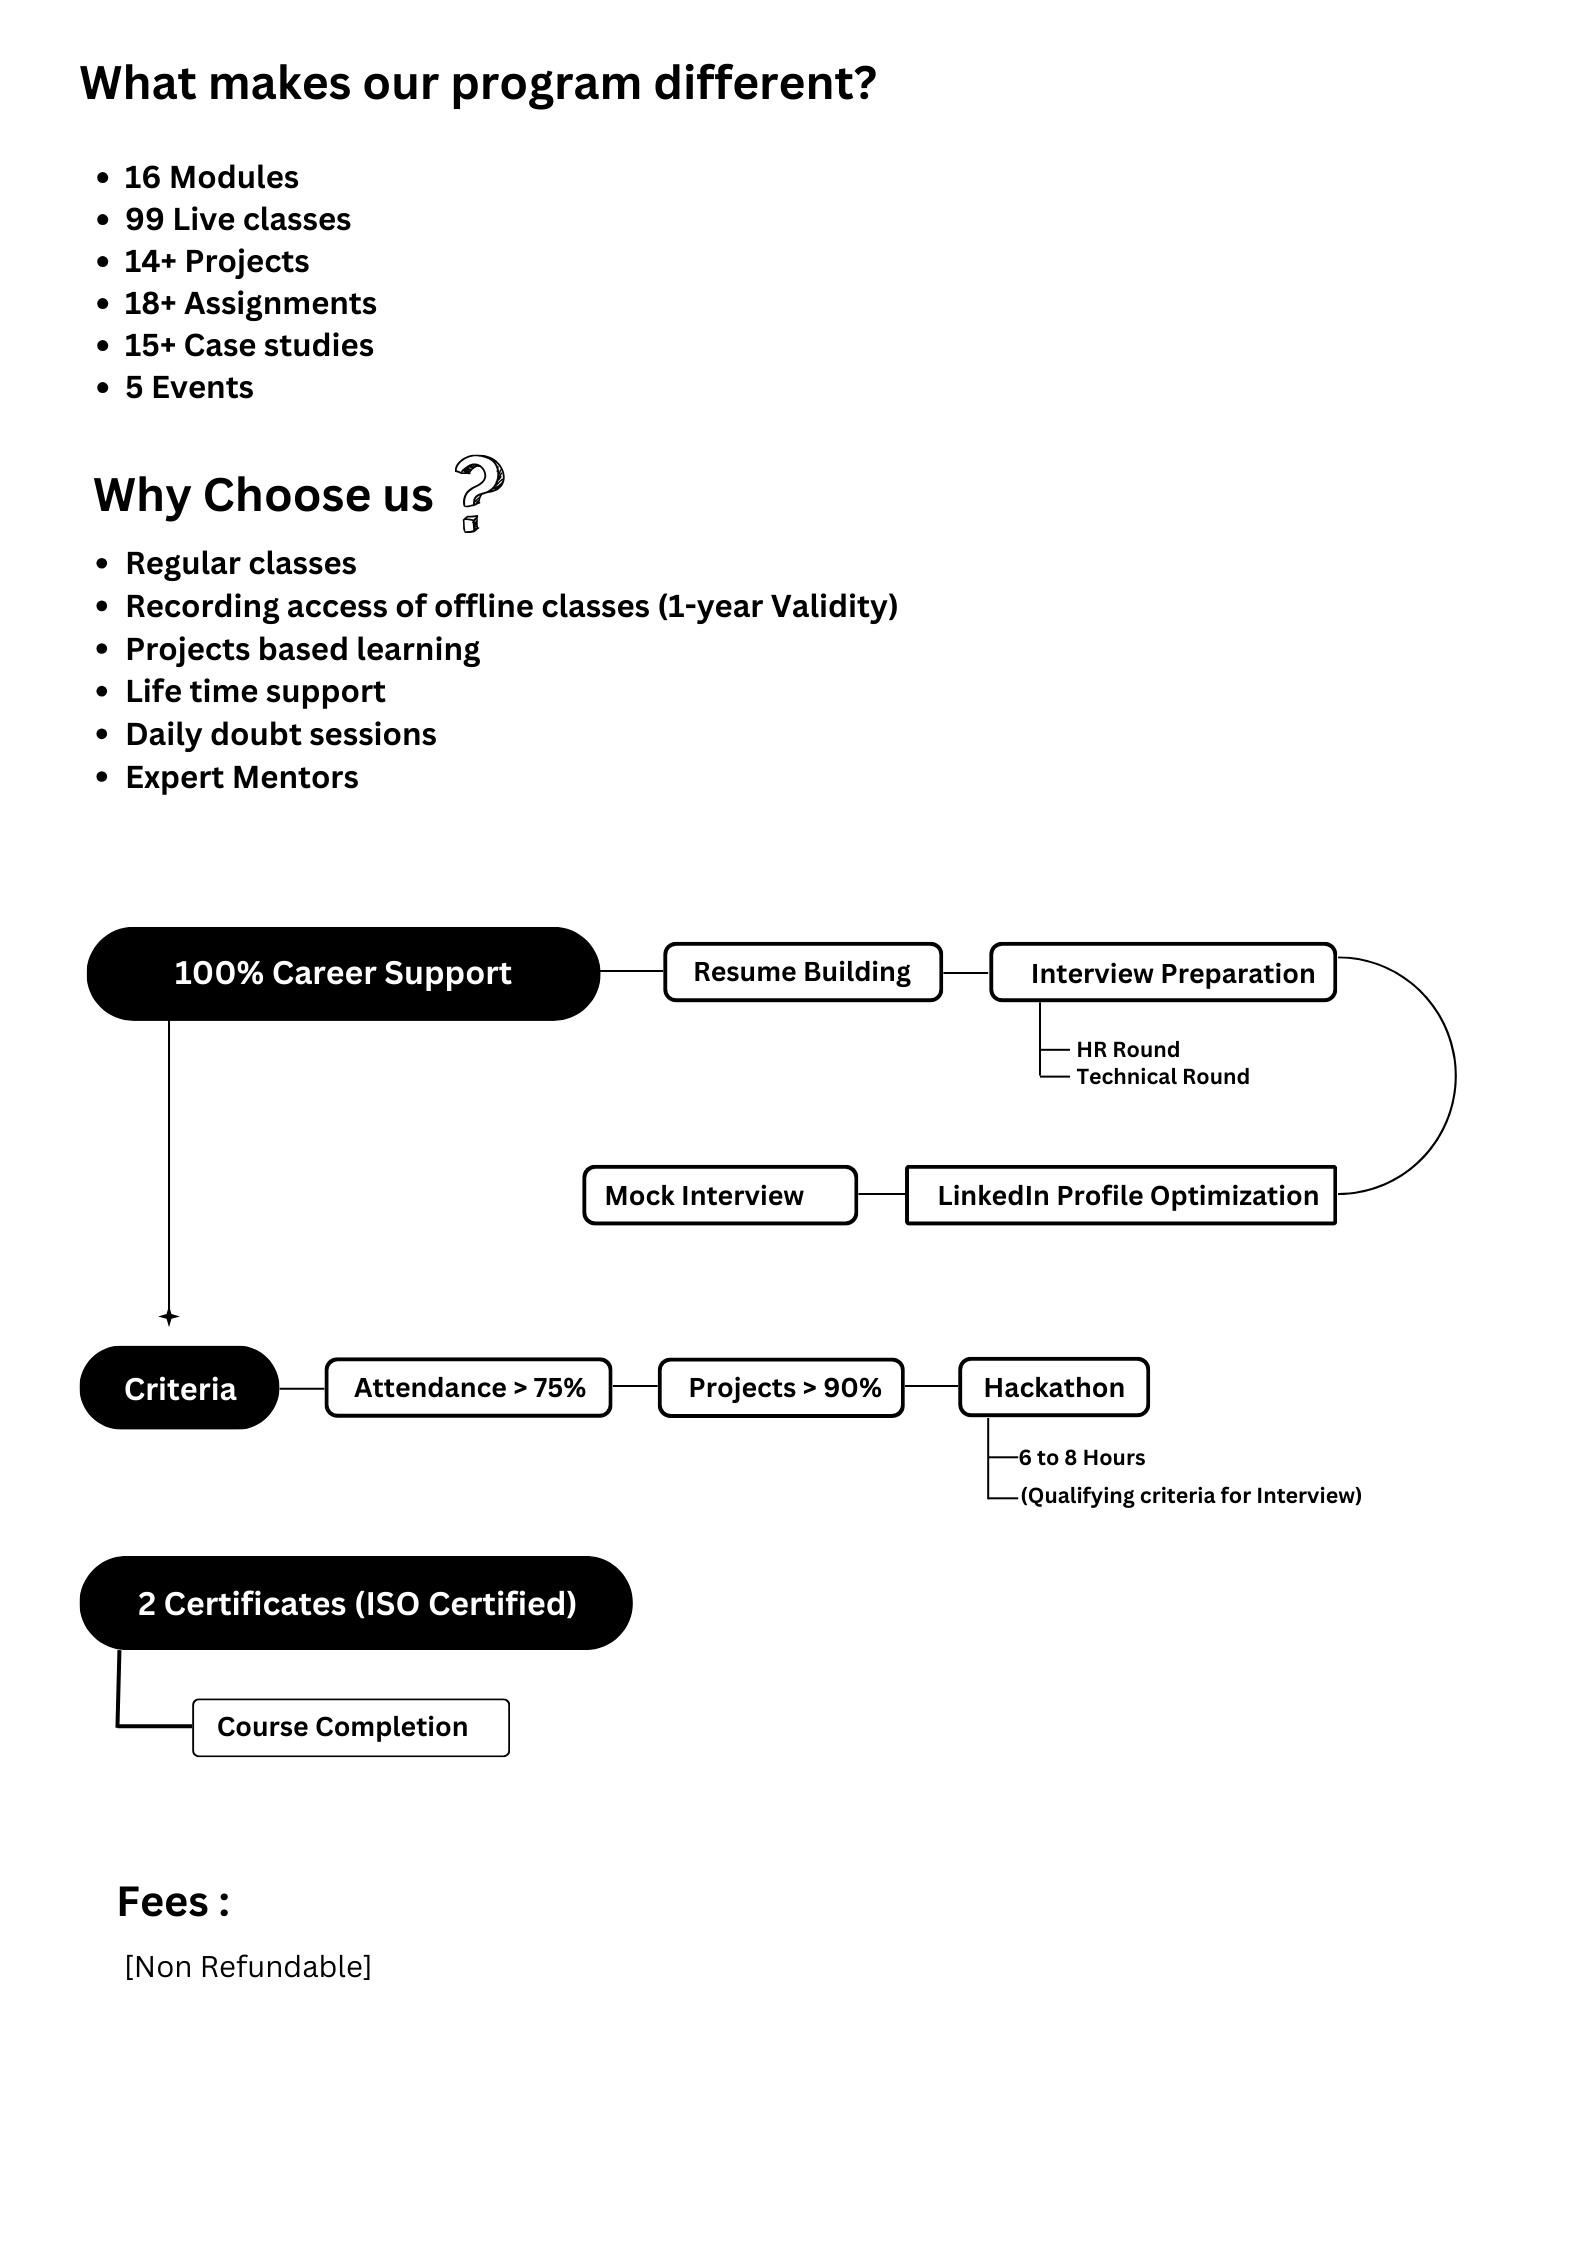 What makes our program different?
16 Modules
99 Live classes
14+ Projects
18+ Assignments
15+ Case studies
5 Events
Why Choose us ?
Regular classes
Recording access of offline classes (1-year Validity)
Projects based learning
Life time support
Daily doubt sessions
Expert Mentors
100% Career Support
Resume Building
Interview Preparation
HR Round
Technical Round
LinkedIn Profile Optimization
Mock Interview
Criteria
Attendance > 75%
Projects > 90%
Hackathon
6 to 8 Hours
(Qualifying criteria for Interview)
2 Certificates (ISO Certified)
Course Completion
Fees :
[Non Refundable]